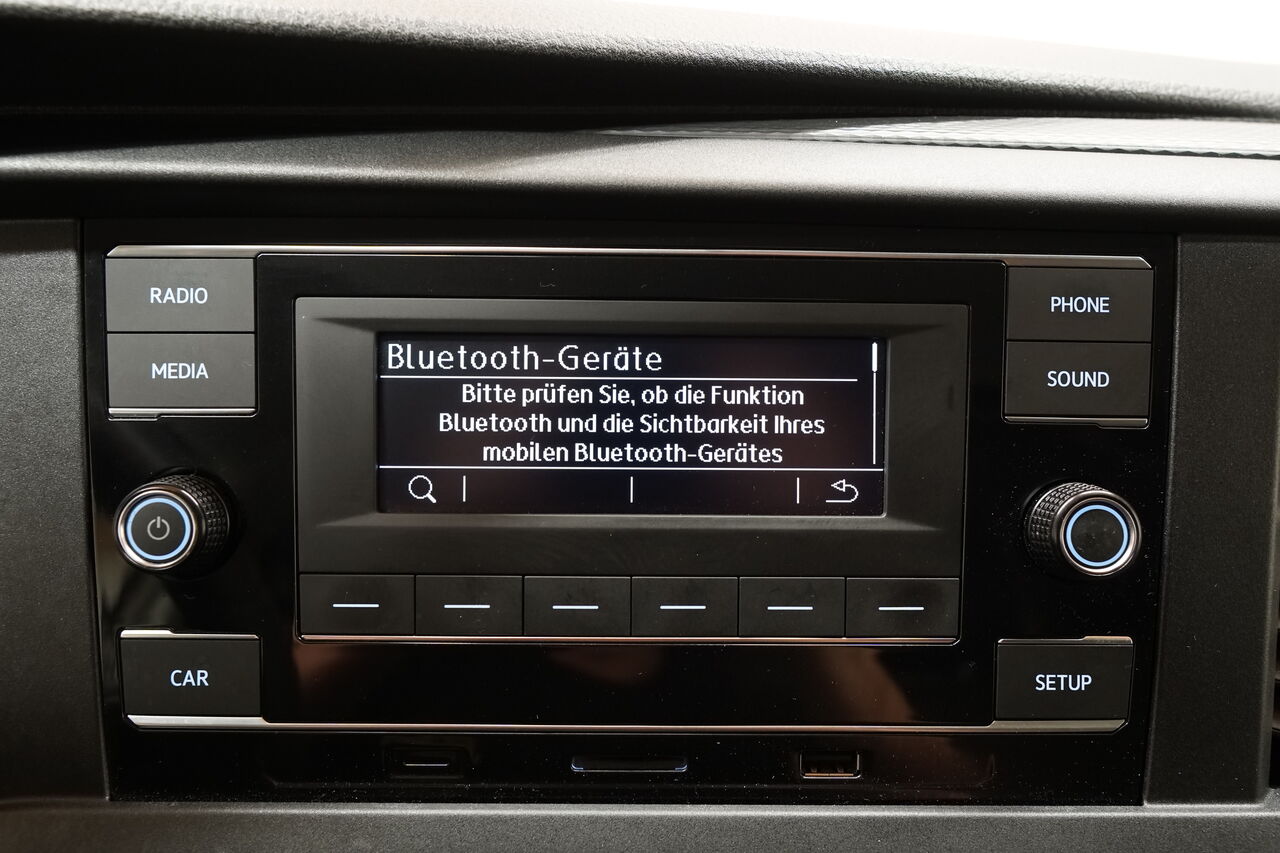 RADIO
MEDIA
Bluetooth-Geräte
Bitte prüfen Sie, ob die Funktion
Bluetooth und die Sichtbarkeit Ihres
mobilen Bluetooth-Gerätes
PHONE
SOUND
CAR
SETUP